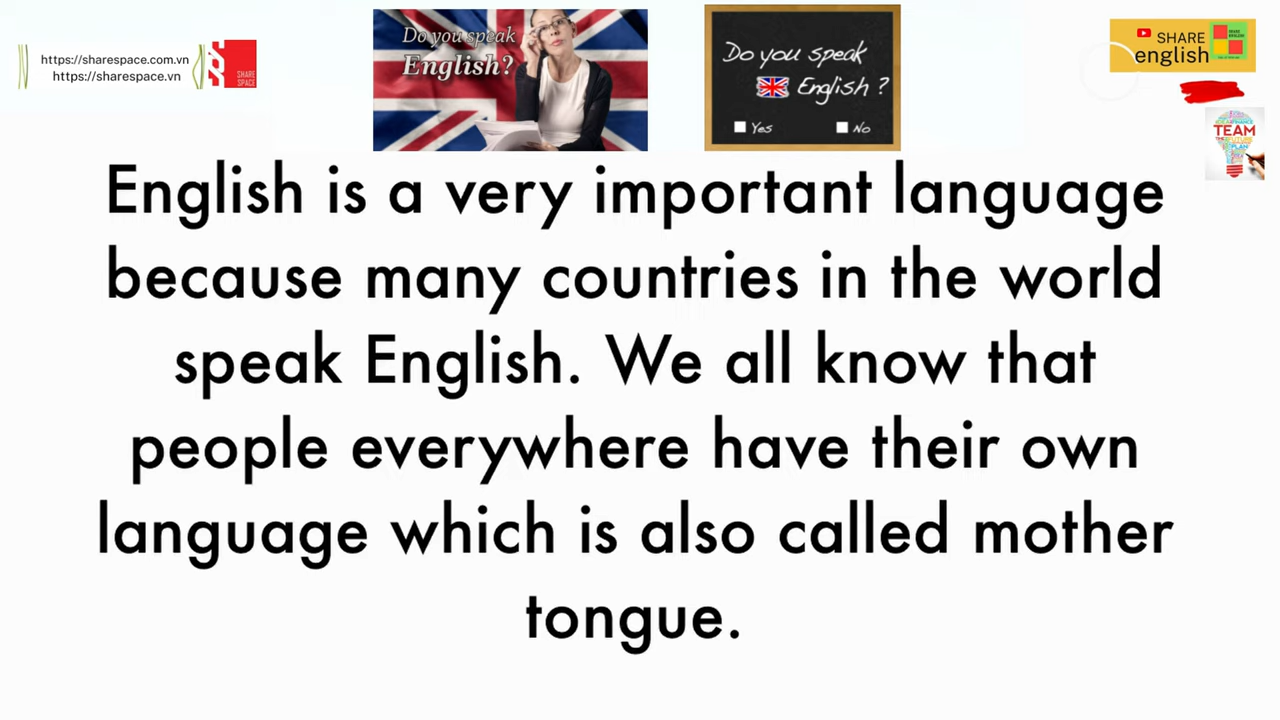 https://sharespace.com.vn
https://sharespace.vn
SHARE
SPACE
Do you speak
English?
Do you speak
English ?
Yes
No
SHARE
english
TEAM
PLAN
English is a very important language
because many countries in the world
speak English. We all know that
people everywhere have their own
language which is also called mother
tongue.